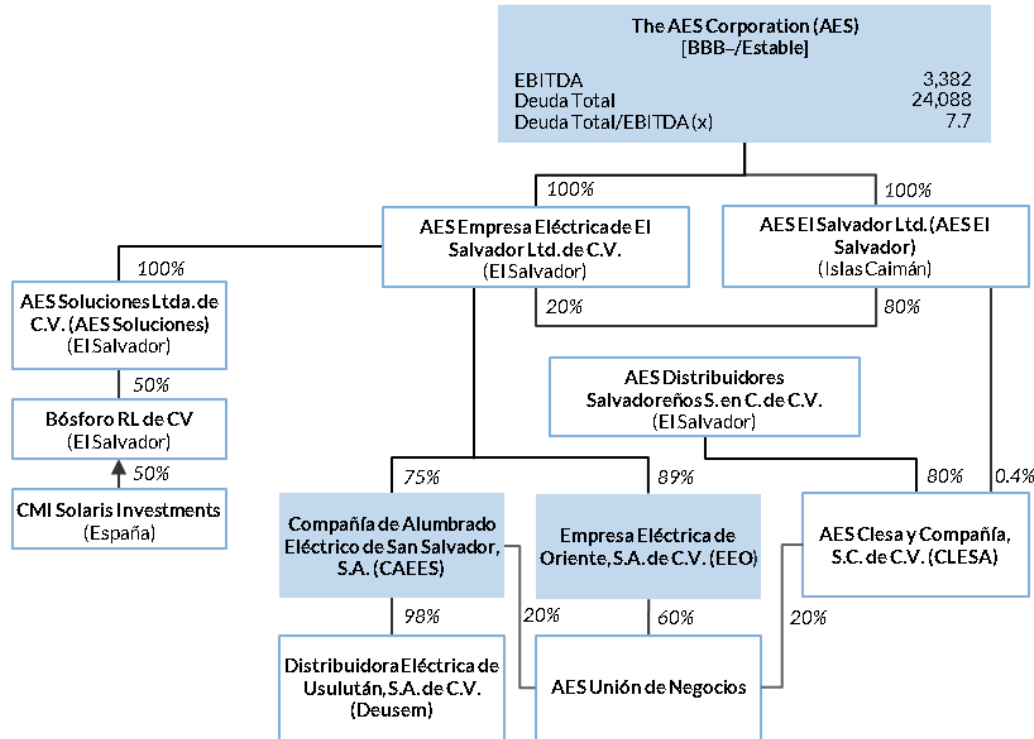 The AES Corporation (AES)
[BBB–/Estable]
EBITDA 3,382
Deuda Total 24,088
Deuda Total/EBITDA (x) 7.7
100%
100%
AES Empresa Eléctrica de El
Salvador Ltd. de C.V.
(El Salvador)
AES El Salvador Ltd. (AES El
Salvador)
(Islas Caimán)
100%
20%
80%
AES Soluciones Ltda. de
C.V. (AES Soluciones)
(El Salvador)
50%
AES Distribuidores
Salvadoreños S. en C. de C.V.
(El Salvador)
Bósforo RL de CV
(El Salvador)
50%
75%
89%
80%
0.4%
CMI Solaris Investments
(España)
Compañía de Alumbrado
Eléctrico de San Salvador,
S.A. (CAEES)
Empresa Eléctrica de
Oriente, S.A. de C.V. (EEO)
AES Clesa y Compañía,
S.C. de C.V. (CLESA)
98%
20%
60%
20%
Distribuidora Eléctrica de
Usulután, S.A. de C.V.
(Deusem)
AES Unión de Negocios